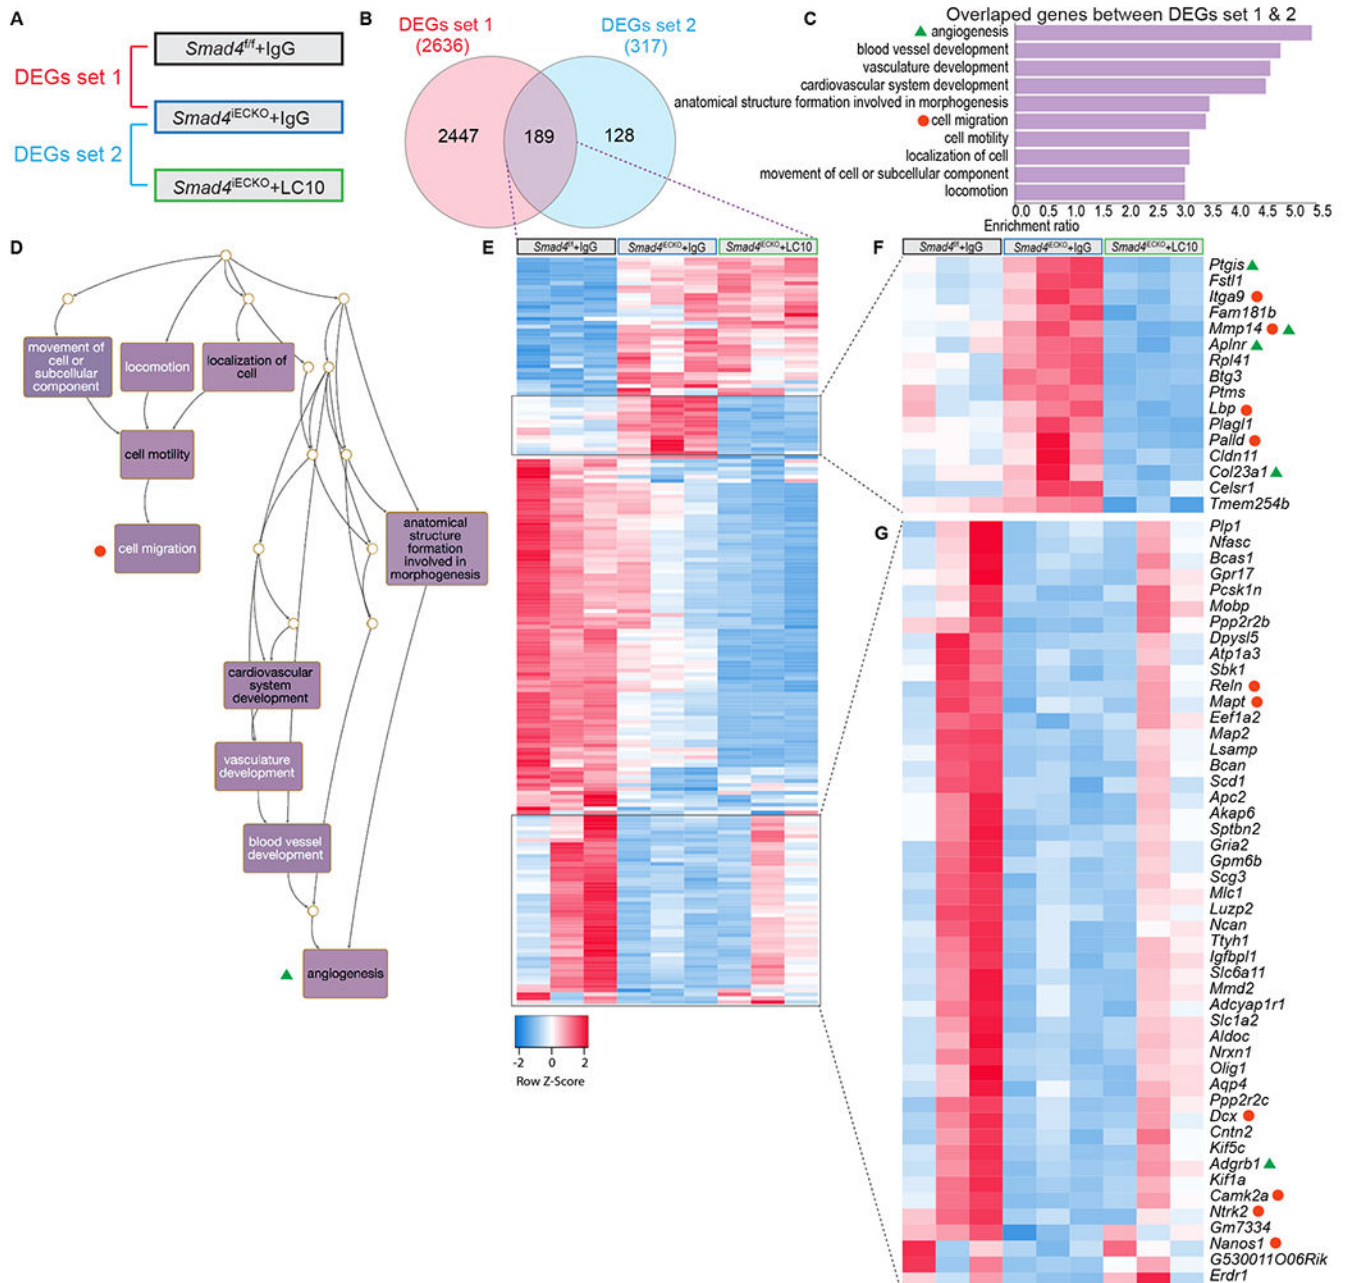 A
DEGs set 1
DEGs set 2
Smad4f/f+IgG
Smad4iECKO+IgG
Smad4iECKO+LC10
B
DEGs set 1
(2636)
DEGs set 2
(317)
2447
189
128
C
Overlaped genes between DEGs set 1 & 2
angiogenesis
blood vessel development
vasculature development
cardiovascular system development
anatomical structure formation involved in morphogenesis
cell migration
cell motility
localization of cell
movement of cell or subcellular component
locomotion
0.0 0.5 1.0 1.5 2.0 2.5 3.0 3.5 4.0 4.5 5.0 5.5
Enrichment ratio
D
movement of
cell or
subcellular
component
locomotion
localization of
cell
cell motility
cell migration
anatomical
structure
formation
involved in
morphogenesis
cardiovascular
system
development
vasculature
development
blood vessel
development
angiogenesis
E
Smad4f/f+IgG
Smad4iECKO+IgG
Smad4iECKO+LC10
-2 0 2
Row Z-Score
F
Smad4f/f+IgG
Smad4iECKO+IgG
Smad4iECKO+LC10
Ptgis
Fstl1
Itga9
Fam181b
Mmp14
Aplnr
Rpl41
Btg3
Ptms
Lbp
Plagl1
Palld
Cldn11
Col23a1
Celsr1
Tmem254b
G
Plp1
Nfasc
Bcas1
Gpr17
Pcsk1n
Mobp
Ppp2r2b
Dpysl5
Atp1a3
Sbk1
Reln
Mapt
Eef1a2
Map2
Lsamp
Bcan
Scd1
Apc2
Akap6
Sptbn2
Gria2
Gpm6b
Scg3
Mlc1
Luzp2
Ncan
Ttyh1
Igfbpl1
Slc6a11
Mmd2
Adcyap1r1
Slc1a2
Aldoc
Nrxn1
Olig1
Aqp4
Ppp2r2c
Dcx
Cntn2
Kif5c
Adgrb1
Kif1a
Camk2a
Ntrk2
Gm7334
Nanos1
G530011O06Rik
Erdr1